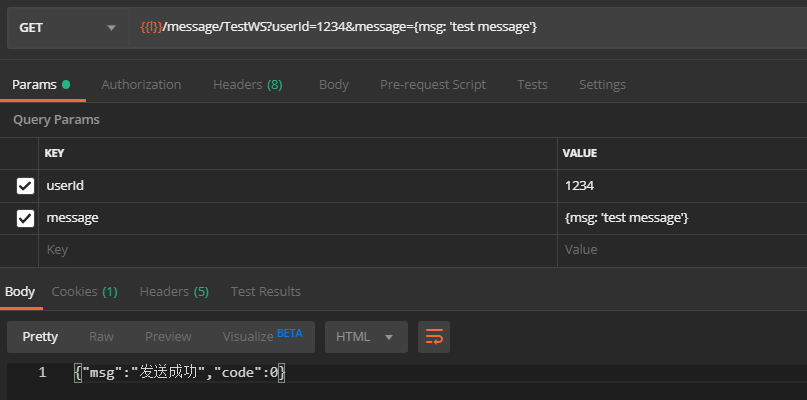 GET {{l}}/message/TestWS?userId=1234&message={msg: 'test message'}
Params Authorization Headers (8) Body Pre-request Script Tests Settings
Query Params
KEY VALUE
userId 1234
message {msg: 'test message'}
Key Value
Body Cookies (1) Headers (5) Test Results
Pretty Raw Preview Visualize BETA HTML
1 {"msg":"发送成功","code":0}